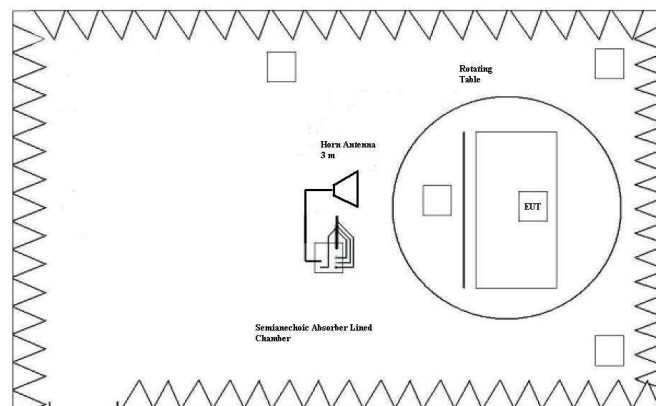 Rotating
Table
Horn Antenna
3 m
EUT
Semianechoic Absorber Lined
Chamber